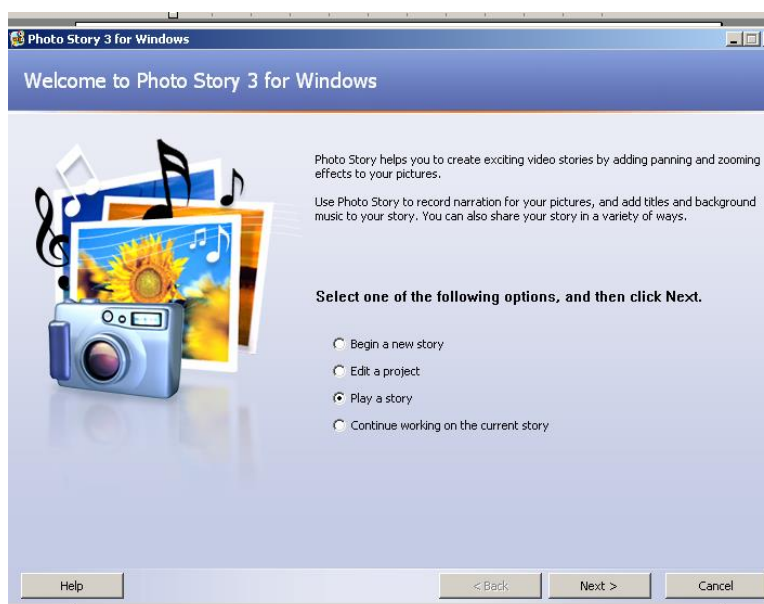 Photo Story 3 for Windows
Welcome to Photo Story 3 for Windows
Photo Story helps you to create exciting video stories by adding panning and zooming
effects to your pictures.
Use Photo Story to record narration for your pictures, and add titles and background
music to your story. You can also share your story in a variety of ways.
Select one of the following options, and then click Next.
Begin a new story
Edit a project
Play a story
Continue working on the current story
Help
< Back
Next >
Cancel